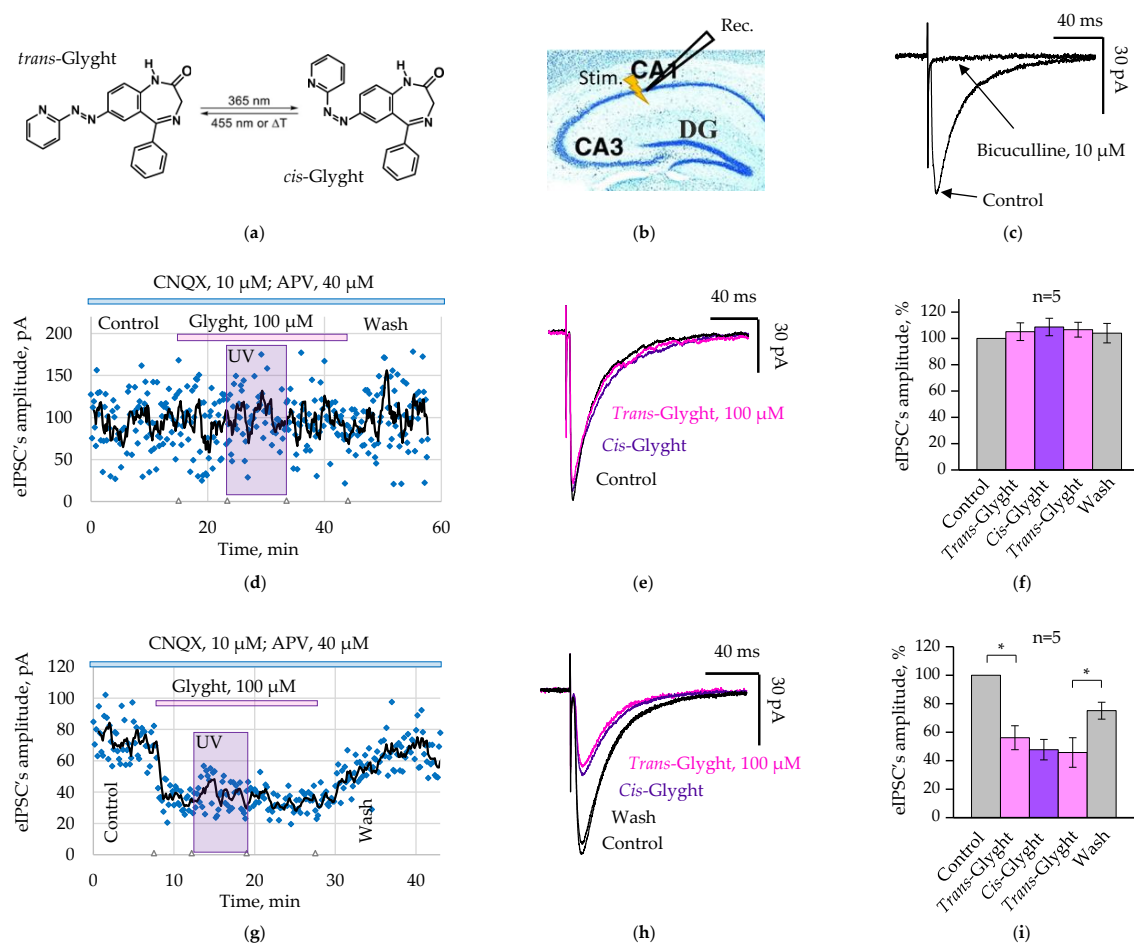 trans-Glyght
H
N
O
N
N
N
N
365 nm
455 nm or ΔT
H
N
O
N
N
N
N
cis-Glyght
(a)
Rec.
Stim.
CA1
CA3
DG
(b)
40 ms
30 pA
Bicuculline, 10 µM
Control
(c)
CNQX, 10 µM; APV, 40 µM
eIPSC’s amplitude, pA
200
150
100
50
0
Control
Glyght, 100 µM
Wash
UV
0
20
40
60
Time, min
(d)
40 ms
30 pA
Trans-Glyght, 100 µM
Cis-Glyght
Control
(e)
eIPSC’s amplitude, %
n=5
120
100
80
60
40
20
0
Control
Trans-Glyght
Cis-Glyght
Trans-Glyght
Wash
(f)
CNQX, 10 µM; APV, 40 µM
eIPSC’s amplitude, pA
120
100
80
60
40
20
0
Glyght, 100 µM
UV
Control
Wash
0
10
20
30
40
Time, min
(g)
40 ms
30 pA
Trans-Glyght, 100 µM
Cis-Glyght
Wash
Control
(h)
eIPSC’s amplitude, %
n=5
120
100
80
60
40
20
0
*
*
Control
Trans-Glyght
Cis-Glyght
Trans-Glyght
Wash
(i)